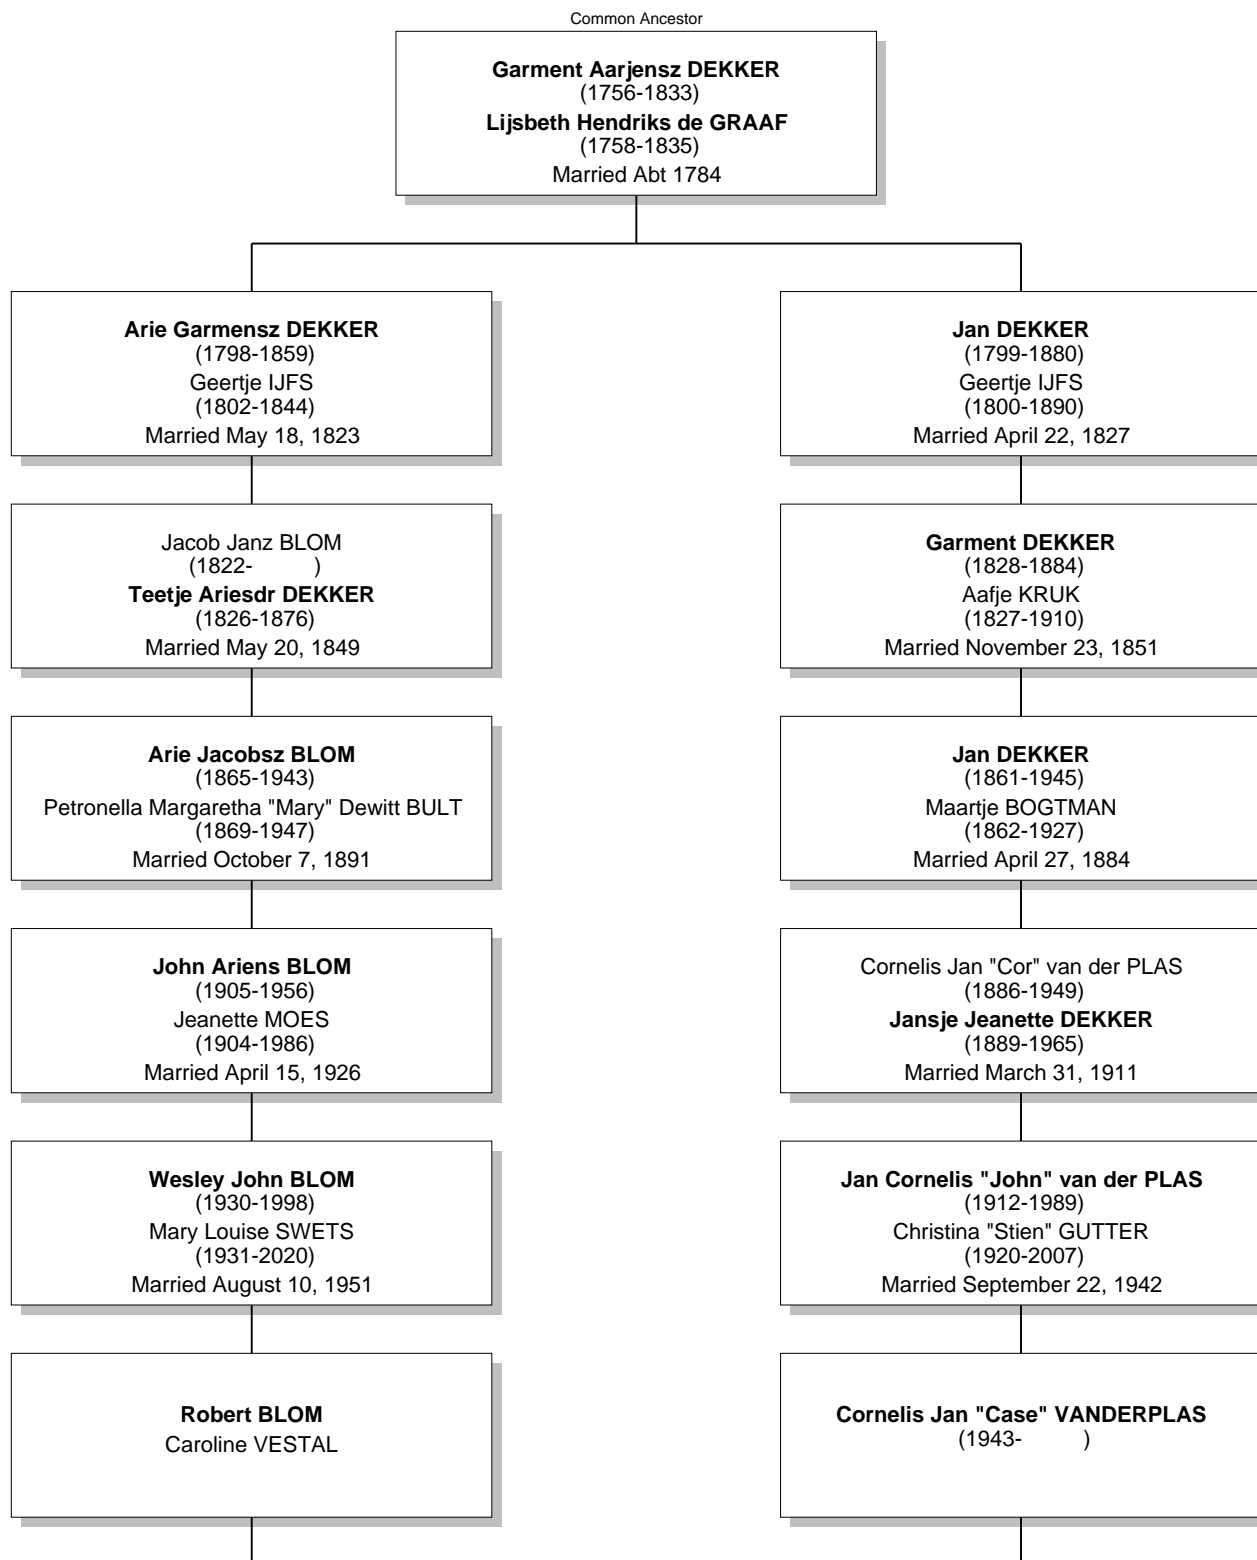 Common Ancestor
Garment Aarjensz DEKKER
(1756-1833)
Lijsbeth Hendriks de GRAAF
(1758-1835)
Married Abt 1784
Arie Garmensz DEKKER
(1798-1859)
Geertje IJFS
(1802-1844)
Married May 18, 1823
Jan DEKKER
(1799-1880)
Geertje IJFS
(1800-1890)
Married April 22, 1827
Jacob Janz BLOM
(1822- )
Teetje Ariesdr DEKKER
(1826-1876)
Married May 20, 1849
Garment DEKKER
(1828-1884)
Aafje KRUK
(1827-1910)
Married November 23, 1851
Arie Jacobsz BLOM
(1865-1943)
Petronella Margaretha "Mary" Dewitt BULT
(1869-1947)
Married October 7, 1891
Jan DEKKER
(1861-1945)
Maartje BOGTMAN
(1862-1927)
Married April 27, 1884
John Ariens BLOM
(1905-1956)
Jeanette MOES
(1904-1986)
Married April 15, 1926
Cornelis Jan "Cor" van der PLAS
(1886-1949)
Jansje Jeanette DEKKER
(1889-1965)
Married March 31, 1911
Wesley John BLOM
(1930-1998)
Mary Louise SWETS
(1931-2020)
Married August 10, 1951
Jan Cornelis "John" van der PLAS
(1912-1989)
Christina "Stien" GUTTER
(1920-2007)
Married September 22, 1942
Robert BLOM
Caroline VESTAL
Cornelis Jan "Case" VANDERPLAS
(1943- )